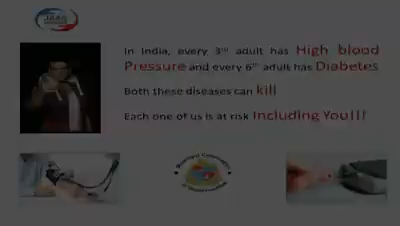 JAAG
In India, every 3rd adult has High blood
Pressure and every 6th adult has Diabetes
Both these diseases can kill
Each one of us is at risk Including You!!!